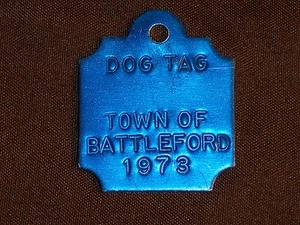 DOG TAG
TOWN OF
BATTLEFORD
1973